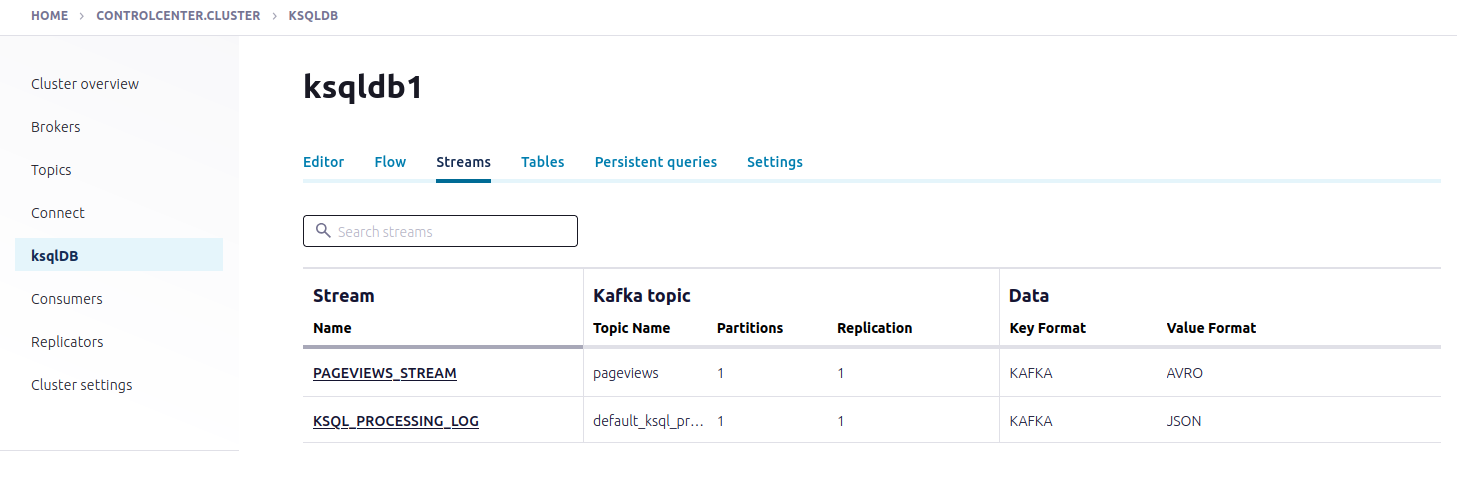 HOME > CONTROLCENTER.CLUSTER > KSQLDB
Cluster overview
Brokers
Topics
Connect
ksqlDB
Consumers
Replicators
Cluster settings
ksqldb1
Editor Flow Streams Tables Persistent queries Settings
Search streams
Stream Kafka topic Data
Name Topic Name Partitions Replication Key Format Value Format
PAGEVIEWS_STREAM pageviews 1 1 KAFKA AVRO
KSQL_PROCESSING_LOG default_ksql_pr... 1 1 KAFKA JSON